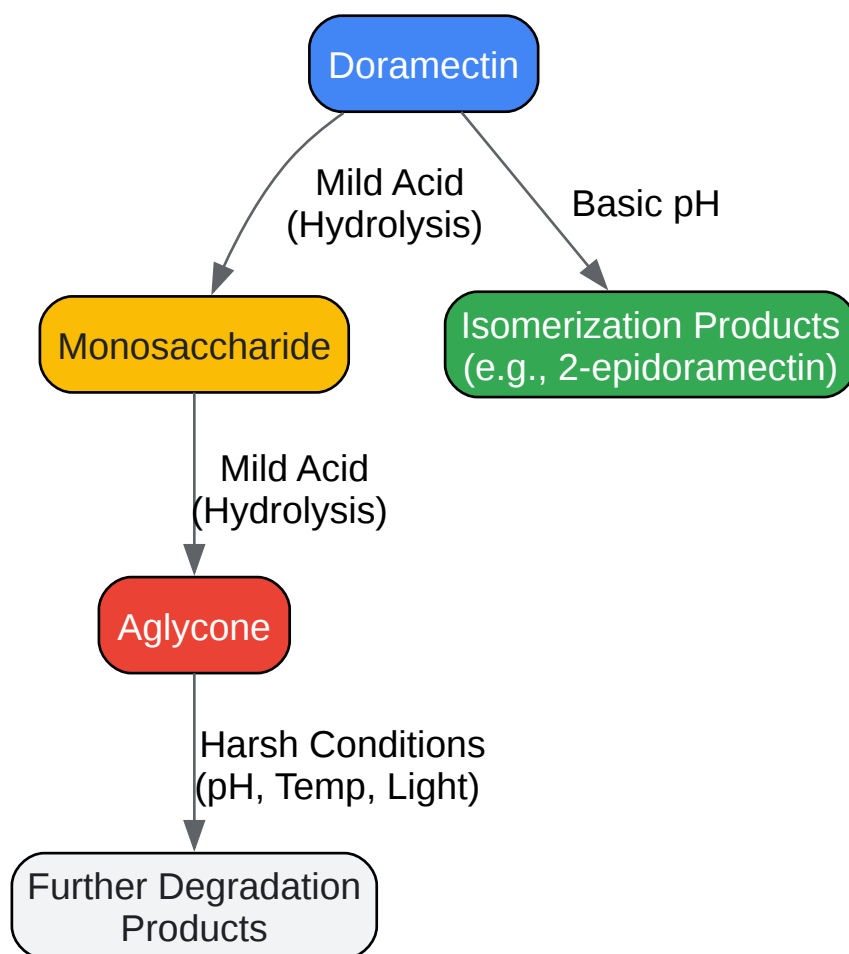 Doramectin
Mild Acid
(Hydrolysis)
Basic pH
Monosaccharide
Isomerization Products
(e.g., 2-epidoramectin)
Mild Acid
(Hydrolysis)
Aglycone
Harsh Conditions
(pH, Temp, Light)
Further Degradation
Products